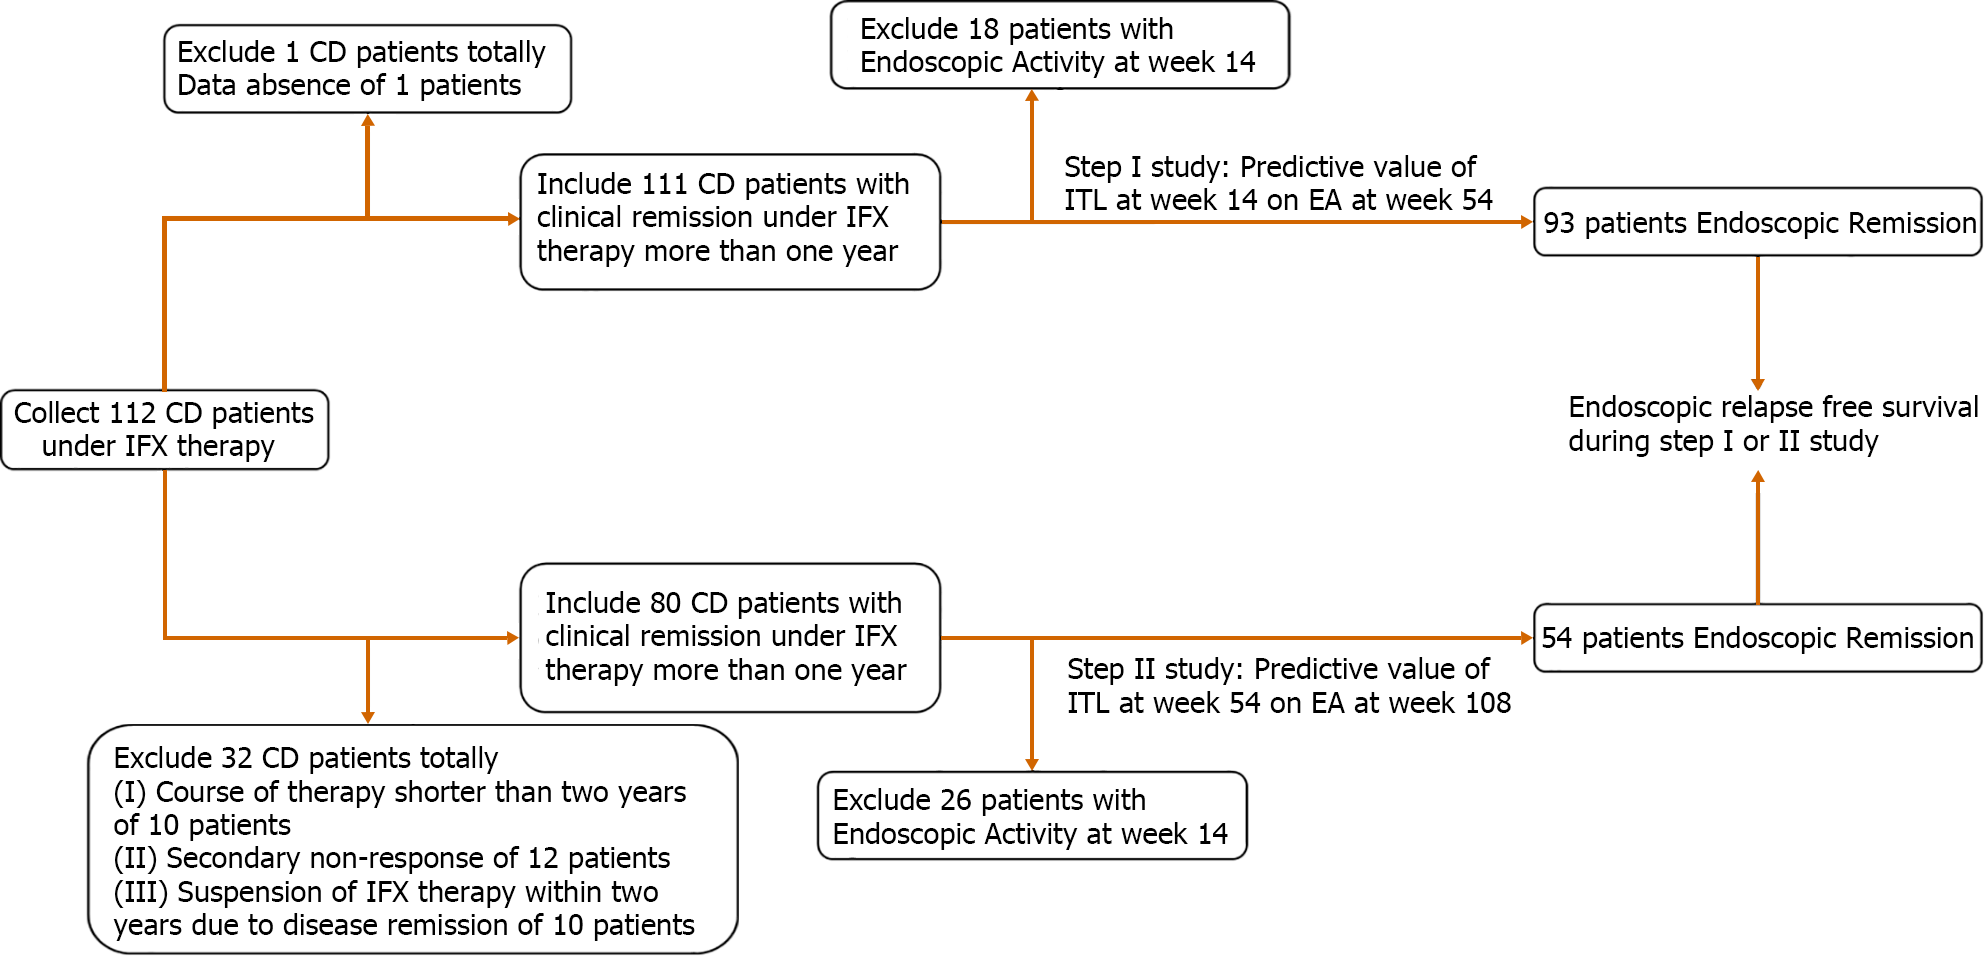 Exclude 1 CD patients totally
Data absence of 1 patients
Exclude 18 patients with
Endoscopic Activity at week 14
Include 111 CD patients with
clinical remission under IFX
therapy more than one year
Step I study: Predictive value of
ITL at week 14 on EA at week 54
93 patients Endoscopic Remission
Collect 112 CD patients
under IFX therapy
Endoscopic relapse free survival
during step I or II study
Include 80 CD patients with
clinical remission under IFX
therapy more than one year
Step II study: Predictive value of
ITL at week 54 on EA at week 108
54 patients Endoscopic Remission
Exclude 32 CD patients totally
(I) Course of therapy shorter than two years
of 10 patients
(II) Secondary non-response of 12 patients
(III) Suspension of IFX therapy within two
years due to disease remission of 10 patients
Exclude 26 patients with
Endoscopic Activity at week 14